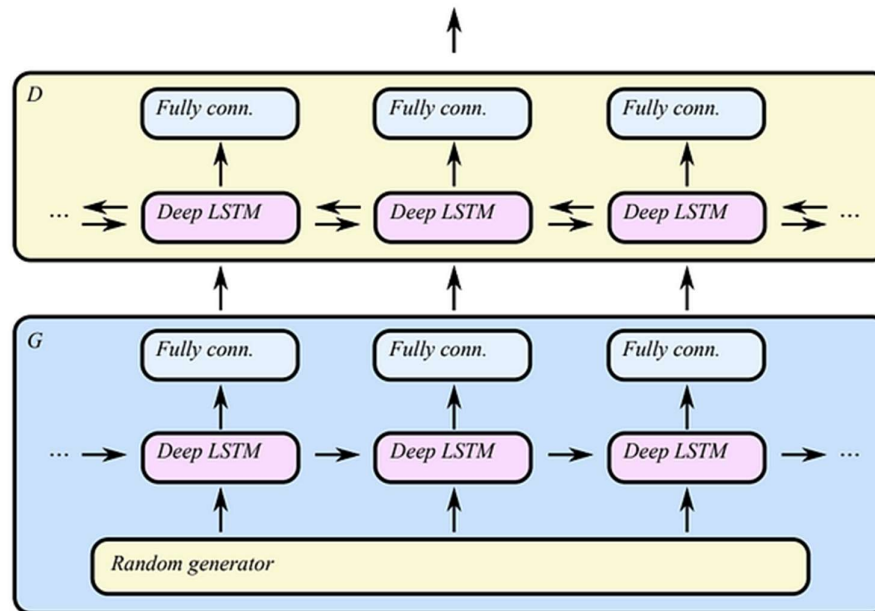 D
Fully conn. Fully conn. Fully conn.
... Deep LSTM Deep LSTM Deep LSTM ...
G
Fully conn. Fully conn. Fully conn.
... Deep LSTM Deep LSTM Deep LSTM ...
Random generator